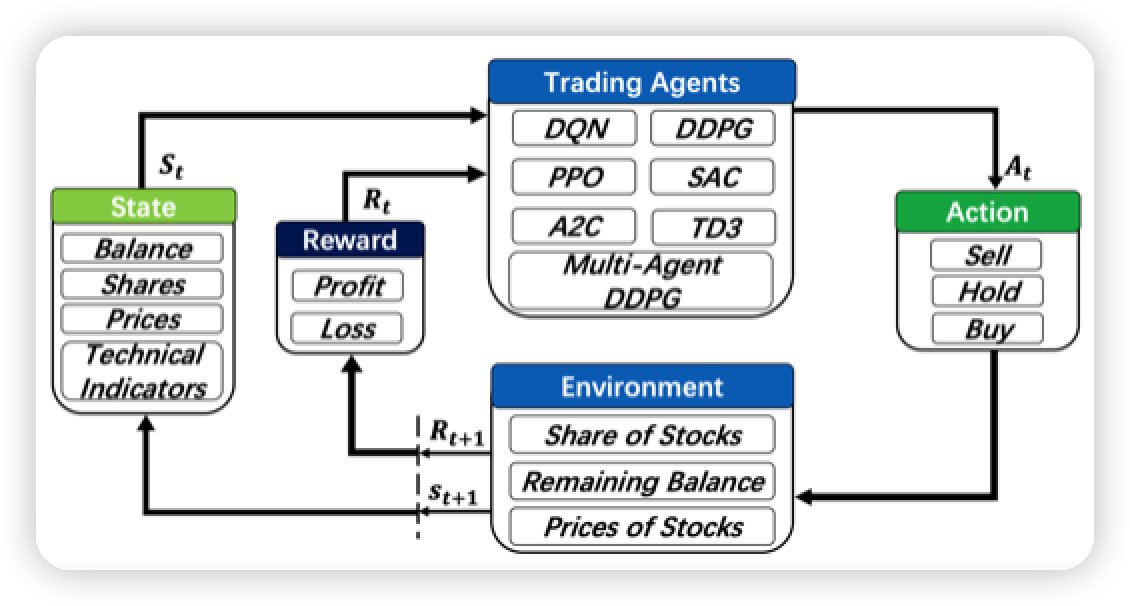 Trading Agents
DQN
DDPG
PPO
SAC
A2C
TD3
Multi-Agent
DDPG
S_t
State
Balance
Shares
Prices
Technical
Indicators
R_t
Reward
Profit
Loss
A_t
Action
Sell
Hold
Buy
Environment
Share of Stocks
Remaining Balance
Prices of Stocks
R_{t+1}
s_{t+1}